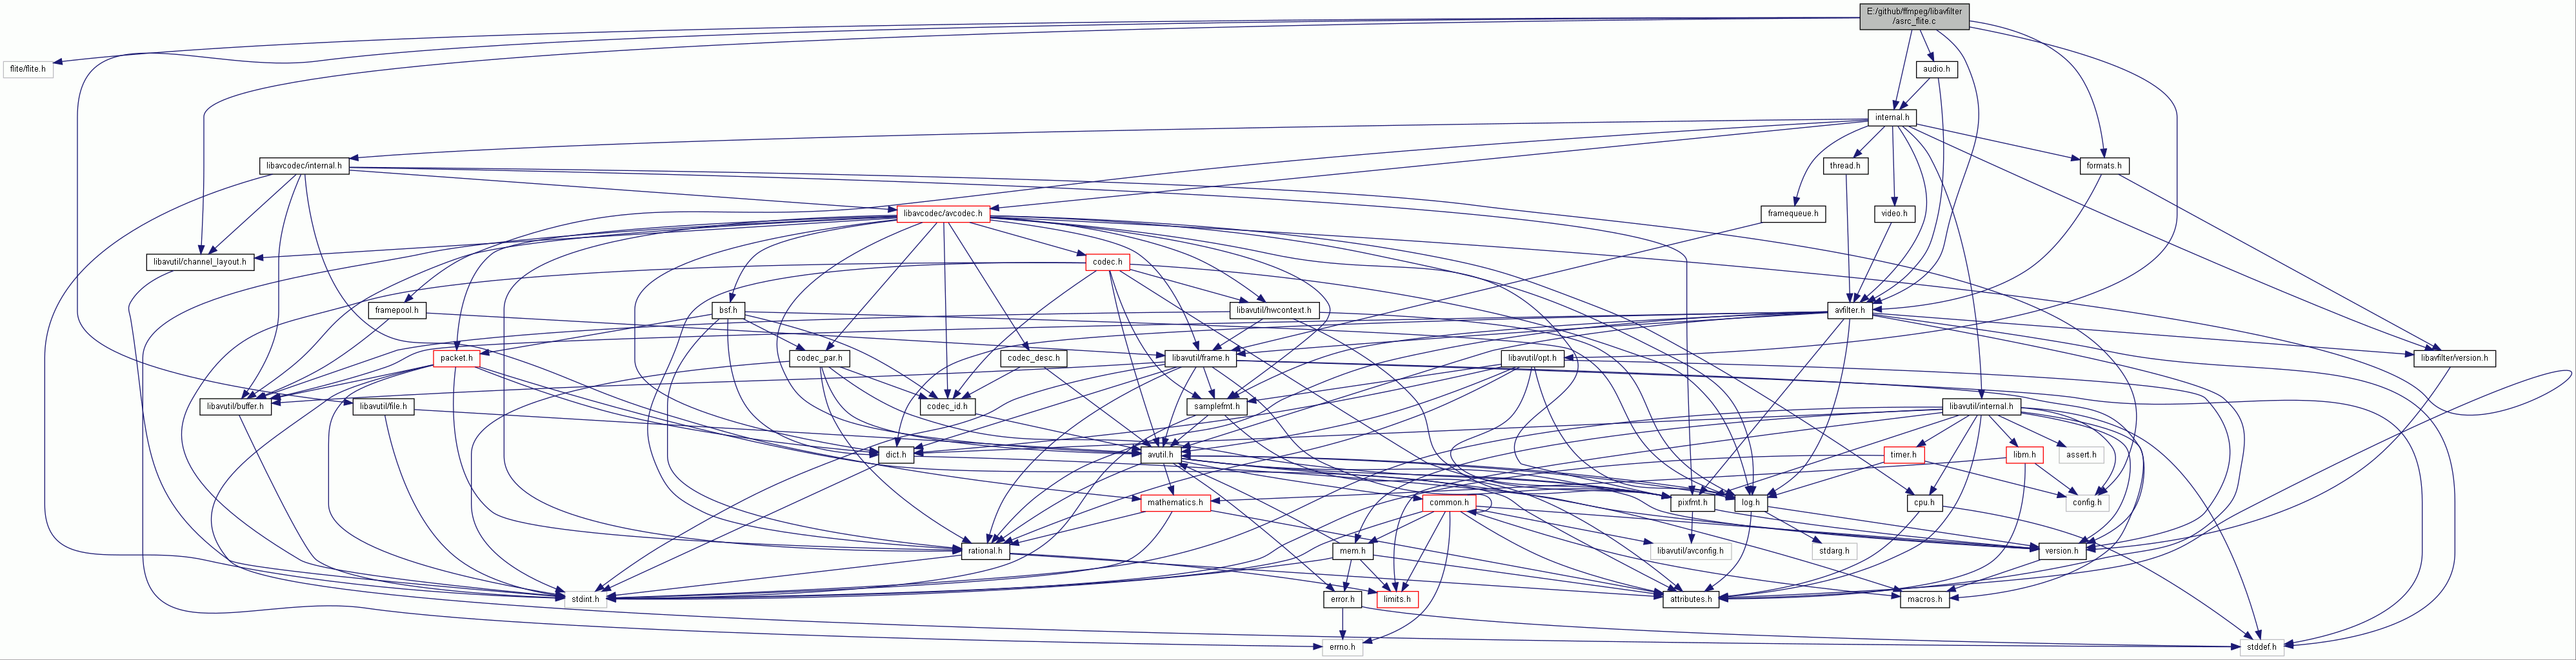 E:/github/ffmpeg/libavfilter
/asrc_flite.c
flite/flite.h
audio.h
internal.h
libavcodec/internal.h
thread.h
formats.h
libavcodec/avcodec.h
framequeue.h
video.h
libavutil/channel_layout.h
codec.h
framepool.h
bsf.h
libavutil/hwcontext.h
avfilter.h
packet.h
codec_par.h
codec_desc.h
libavutil/frame.h
libavutil/opt.h
libavfilter/version.h
libavutil/buffer.h
libavutil/file.h
codec_id.h
samplefmt.h
libavutil/internal.h
dict.h
avutil.h
timer.h
libm.h
assert.h
mathematics.h
common.h
pixfmt.h
log.h
cpu.h
config.h
rational.h
mem.h
libavutil/avconfig.h
stdarg.h
version.h
stdint.h
error.h
limits.h
attributes.h
macros.h
errno.h
stddef.h